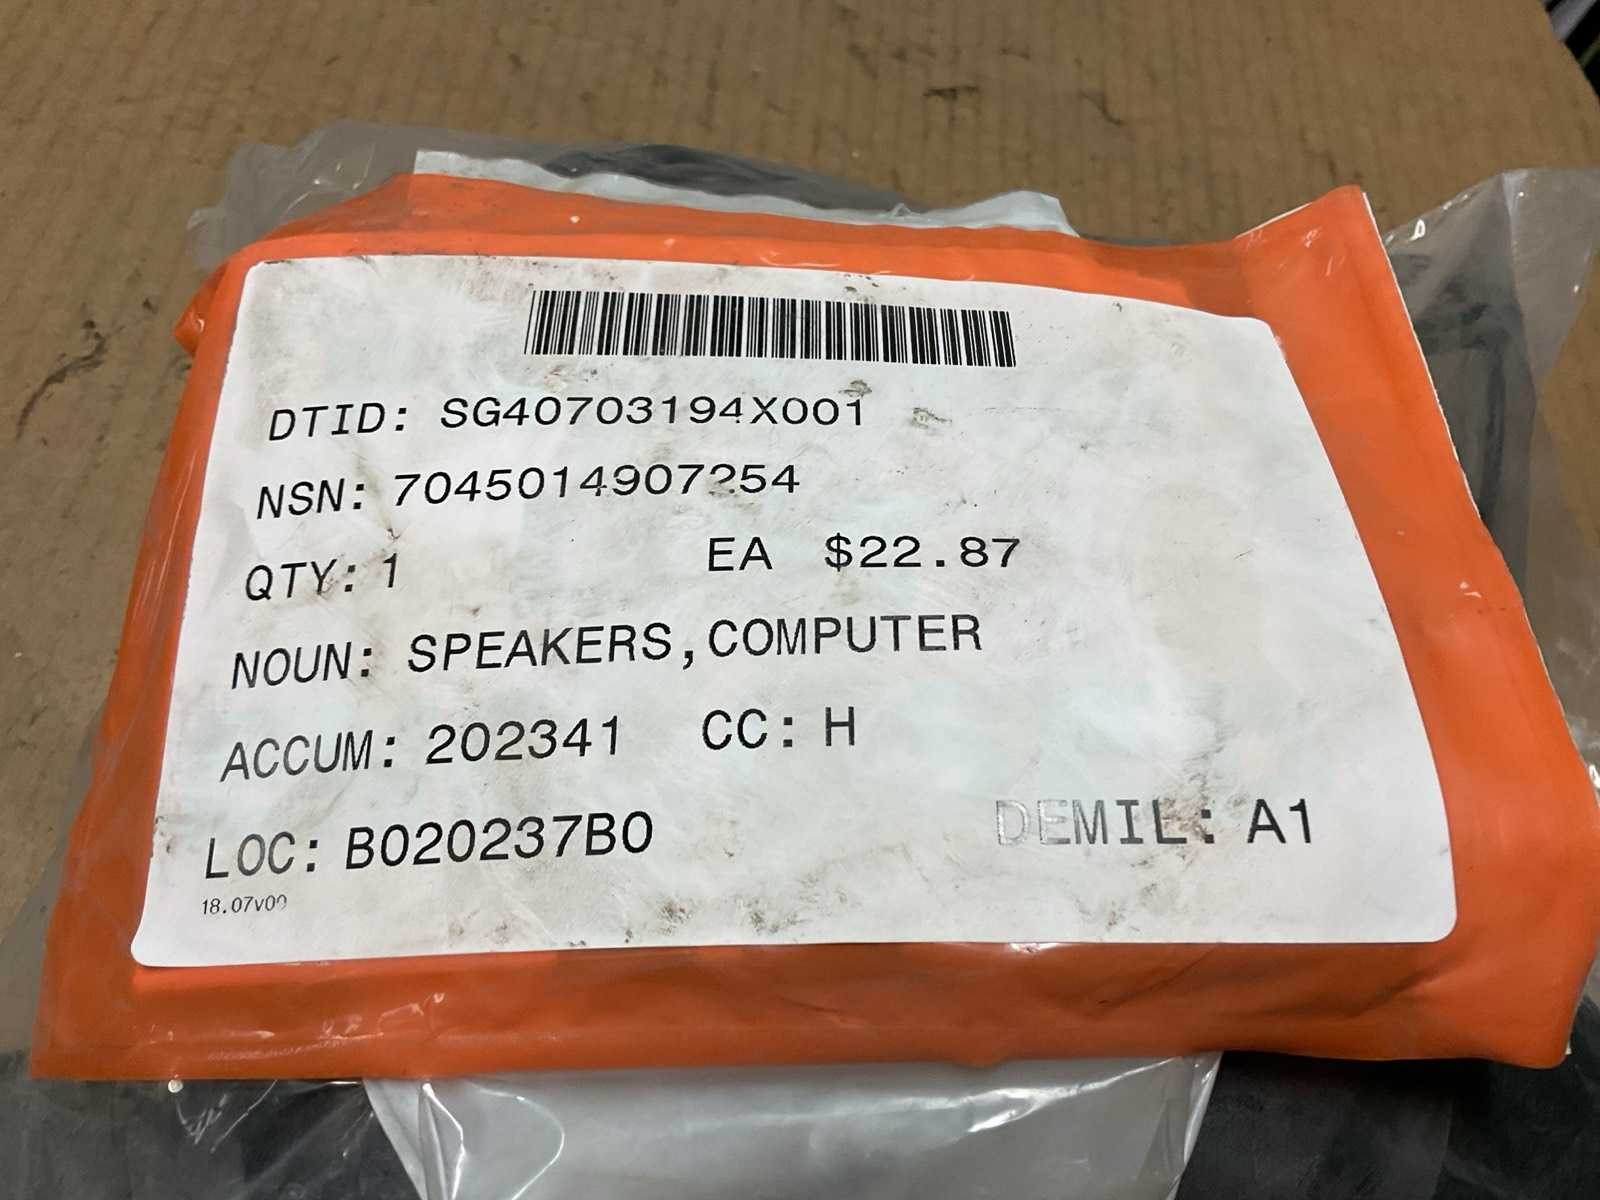 DTID: SG40703194X001
NSN: 7045014907254
QTY: 1 EA $22.87
NOUN: SPEAKERS,COMPUTER
ACCUM: 202341 CC: H
LOC: B020237B0 DEMIL: A1
18.07v00